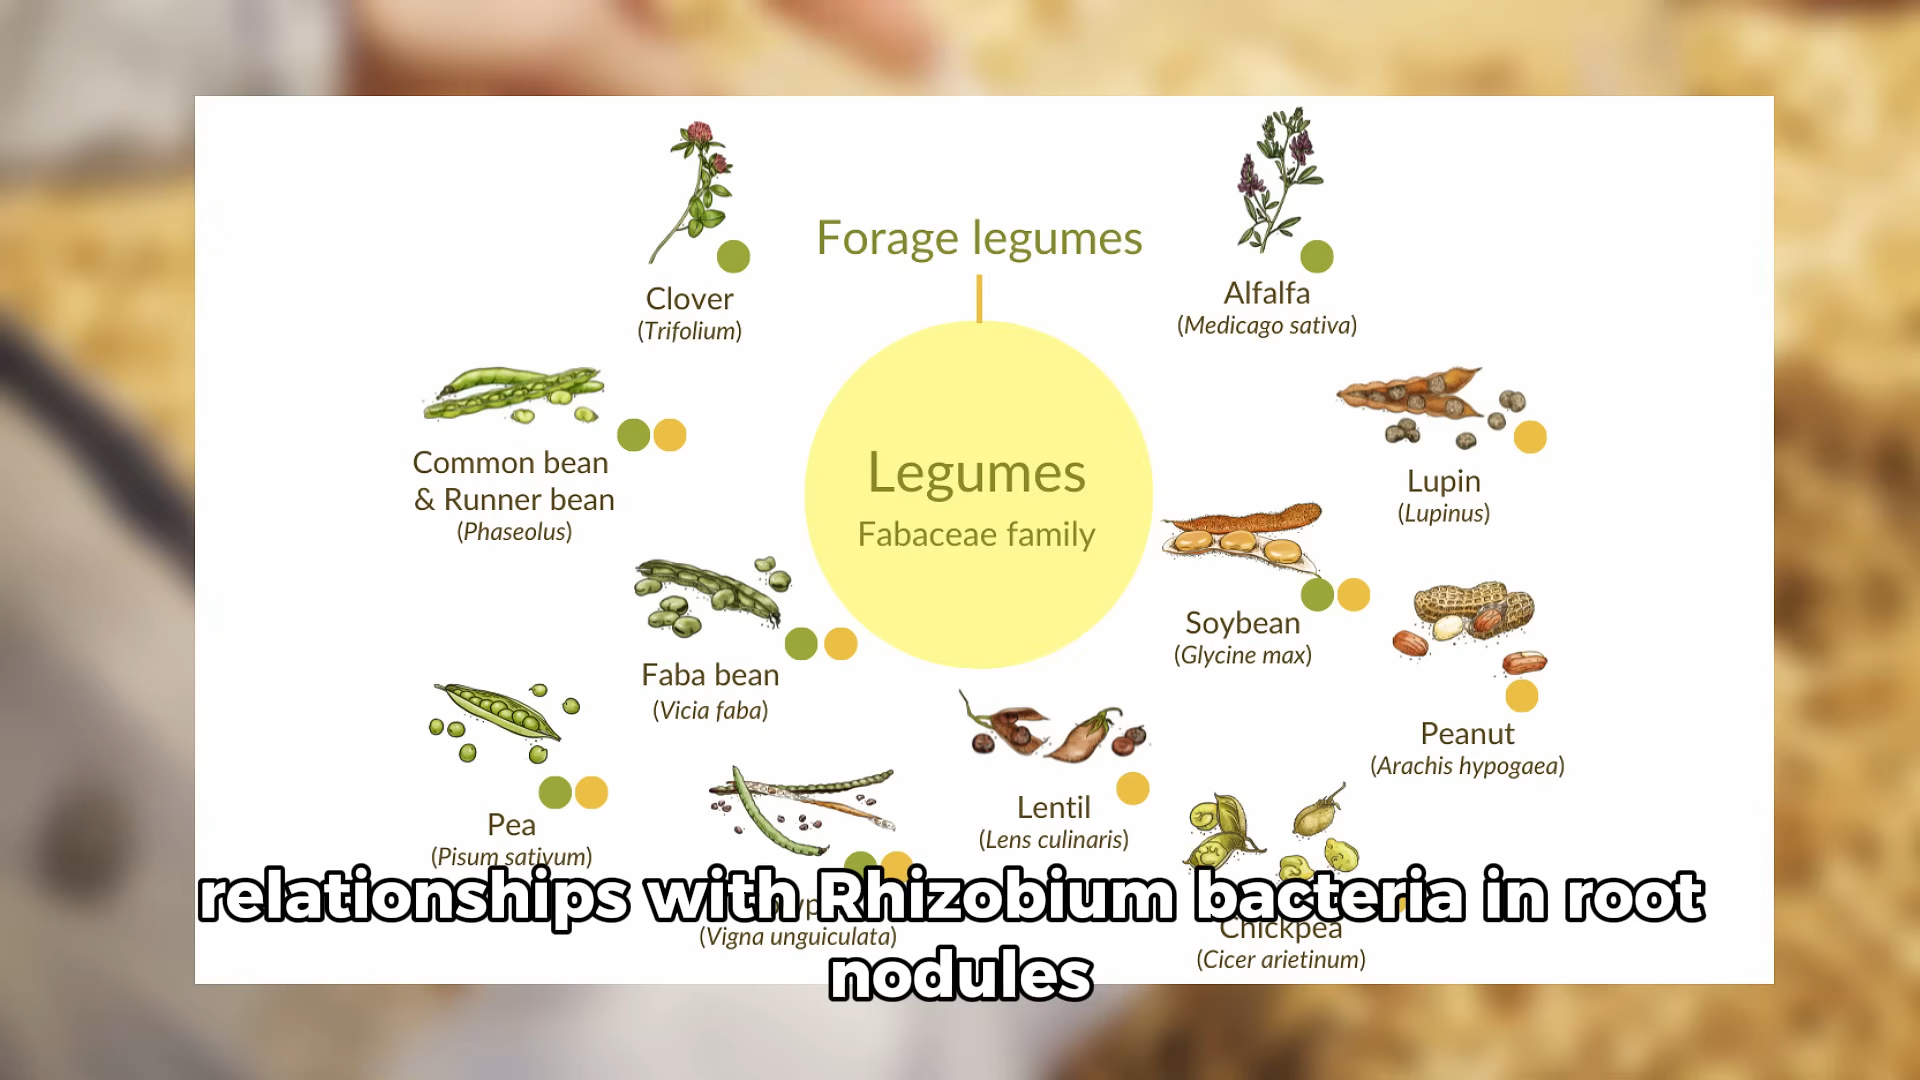 Forage legumes
Clover
(Trifolium)
Alfalfa
(Medicago sativa)
Legumes
Fabaceae family
Common bean
& Runner bean
(Phaseolus)
Lupin
(Lupinus)
Faba bean
(Vicia faba)
Soybean
(Glycine max)
Peanut
(Arachis hypogaea)
Pea
(Pisum sativum)
Lentil
(Lens culinaris)
(Vigna unguiculata)
Chickpea
(Cicer arietinum)
relationships with Rhizobium bacteria in root
nodules